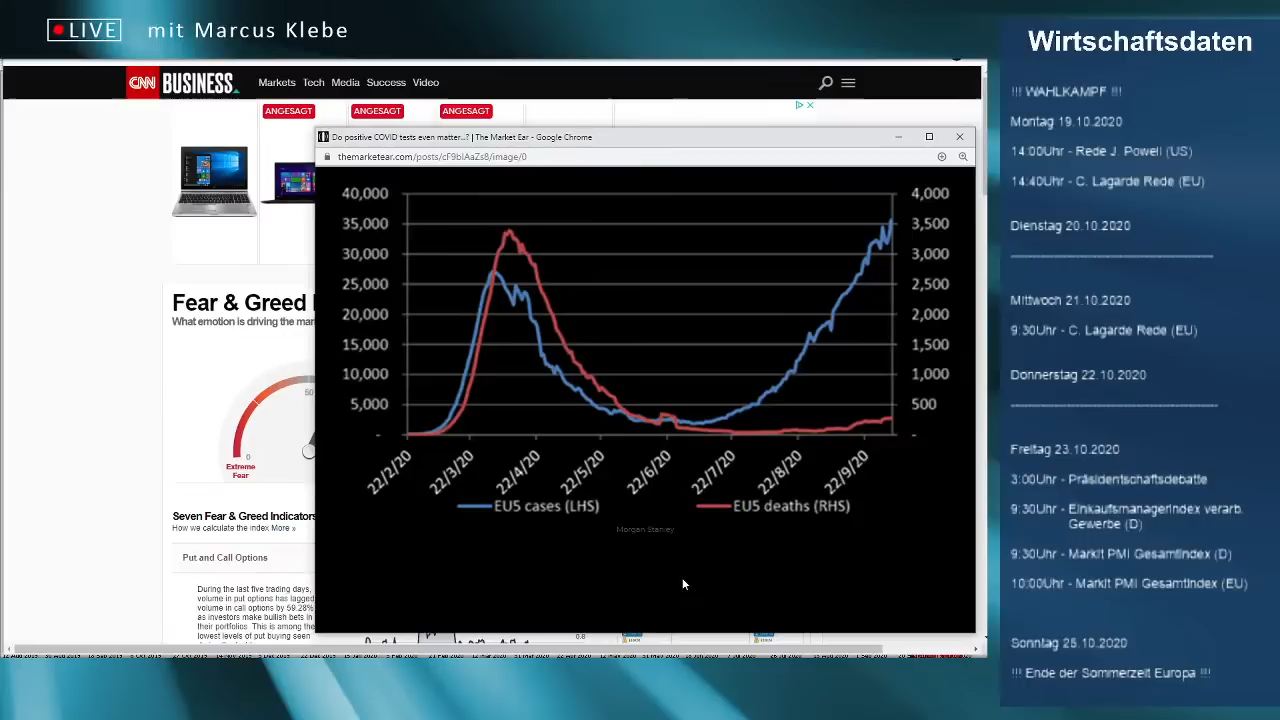 LIVE mit Marcus Klebe
CNN BUSINESS Markets Tech Media Success Video
ANGESAGT ANGESAGT ANGESAGT
Do positive COVID tests even matter...? | The Market Ear - Google Chrome
themarketear.com/posts/cF9bIAaZs8/image/0
40,000 4,000
35,000 3,500
30,000 3,000
25,000 2,500
20,000 2,000
15,000 1,500
10,000 1,000
5,000 500
- -
22/2/20 22/3/20 22/4/20 22/5/20 22/6/20 22/7/20 22/8/20 22/9/20
EU5 cases (LHS) EU5 deaths (RHS)
Morgan Stanley
Fear & Greed
What emotion is driving the mar
50
0
Extreme
Fear
Seven Fear & Greed Indicators
How we calculate the index More »
Put and Call Options
During the last five trading days,
volume in put options has lagged
volume in call options by 59.28%
as investors make bullish bets in
their portfolios. This is among the
lowest levels of put buying seen
0.8
Wirtschaftsdaten
!!! WAHLKAMPF !!!
Montag 19.10.2020
14:00Uhr - Rede J. Powell (US)
14:40Uhr - C. Lagarde Rede (EU)
Dienstag 20.10.2020
Mittwoch 21.10.2020
9:30Uhr - C. Lagarde Rede (EU)
Donnerstag 22.10.2020
Freitag 23.10.2020
3:00Uhr - Präsidentschaftsdebatte
9:30Uhr - Einkaufsmanagerindex verarb.
Gewerbe (D)
9:30Uhr - Markit PMI Gesamtindex (D)
10:00Uhr - Markit PMI Gesamtindex (EU)
Sonntag 25.10.2020
!!! Ende der Sommerzeit Europa !!!